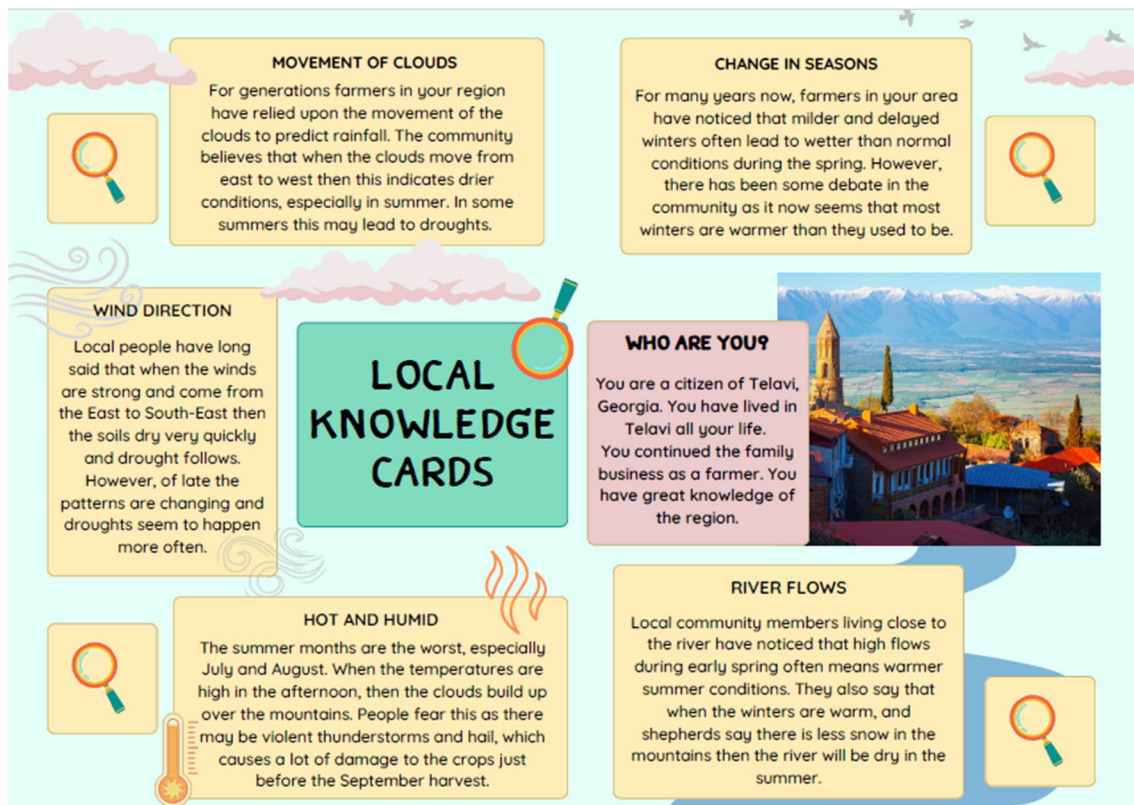 MOVEMENT OF CLOUDS
For generations farmers in your region
have relied upon the movement of the
clouds to predict rainfall. The community
believes that when the clouds move from
east to west then this indicates drier
conditions, especially in summer. In some
summers this may lead to droughts.
CHANGE IN SEASONS
For many years now, farmers in your area
have noticed that milder and delayed
winters often lead to wetter than normal
conditions during the spring. However,
there has been some debate in the
community as it now seems that most
winters are warmer than they used to be.
WIND DIRECTION
Local people have long
said that when the winds
are strong and come from
the East to South-East then
the soils dry very quickly
and drought follows.
However, of late the
patterns are changing and
droughts seem to happen
more often.
LOCAL
KNOWLEDGE
CARDS
WHO ARE YOU?
You are a citizen of Telavi,
Georgia. You have lived in
Telavi all your life.
You continued the family
business as a farmer. You
have great knowledge of
the region.
HOT AND HUMID
The summer months are the worst, especially
July and August. When the temperatures are
high in the afternoon, then the clouds build up
over the mountains. People fear this as there
may be violent thunderstorms and hail, which
causes a lot of damage to the crops just
before the September harvest.
RIVER FLOWS
Local community members living close to
the river have noticed that high flows
during early spring often means warmer
summer conditions. They also say that
when the winters are warm, and
shepherds say there is less snow in the
mountains then the river will be dry in the
summer.